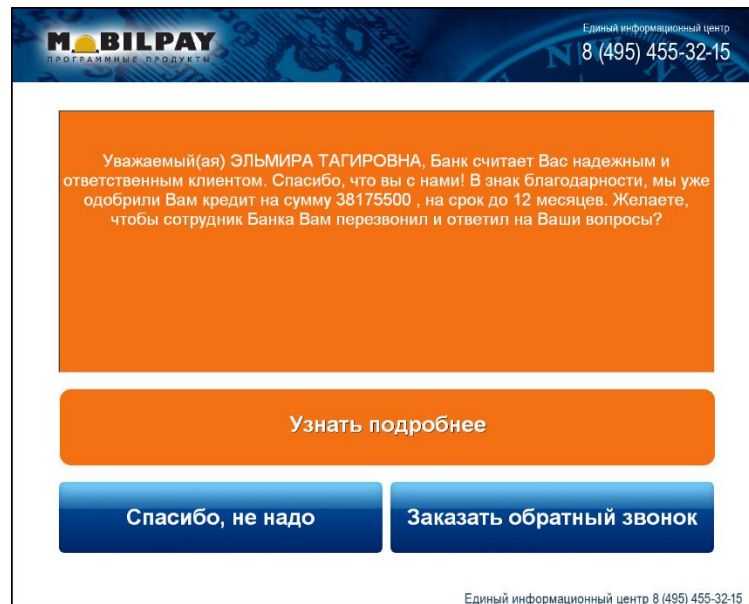 Единый информационный центр
MOBILPAY
8 (495) 455-32-15
ПРОГРАММНЫЕ ПРОДУКТЫ
Уважаемый(ая) ЭЛЬМИРА ТАГИРОВНА, Банк считает Вас надежным и
ответственным клиентом. Спасибо, что вы с нами! В знак благодарности, мы уже
одобрили Вам кредит на сумму 38175500 , на срок до 12 месяцев. Желаете,
чтобы сотрудник Банка Вам перезвонил и ответил на Ваши вопросы?
Узнать подробнее
Спасибо, не надо
Заказать обратный звонок
Единый информационный центр 8 (495) 455-32-15